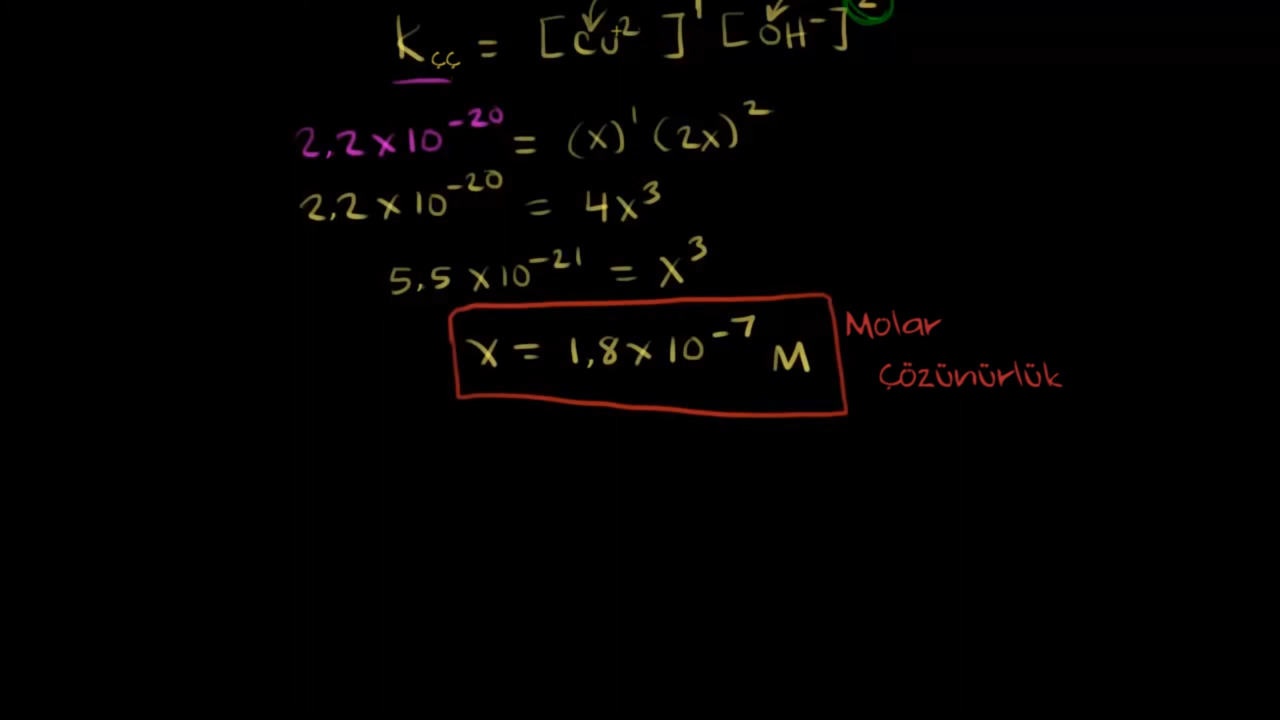 Kçç = [Cu⁺²]¹ [OH⁻]²
2,2 x 10⁻²⁰ = (x)¹ (2x)²
2,2 x 10⁻²⁰ = 4x³
5,5 x 10⁻²¹ = x³
x = 1,8 x 10⁻⁷ M
Molar
Çözünürlük